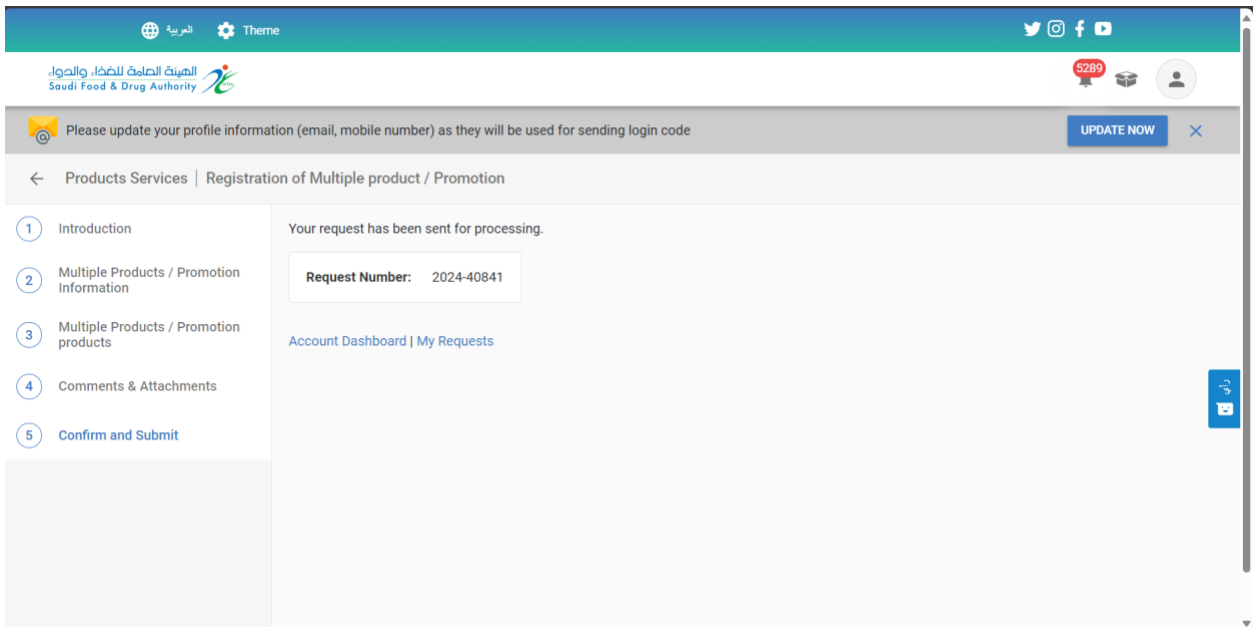 العربية Theme
الهيئة العامة للغذاء والدواء
Saudi Food & Drug Authority
5289
Please update your profile information (email, mobile number) as they will be used for sending login code
UPDATE NOW
Products Services | Registration of Multiple product / Promotion
1 Introduction
2 Multiple Products / Promotion
Information
3 Multiple Products / Promotion
products
4 Comments & Attachments
5 Confirm and Submit
Your request has been sent for processing.
Request Number: 2024-40841
Account Dashboard | My Requests